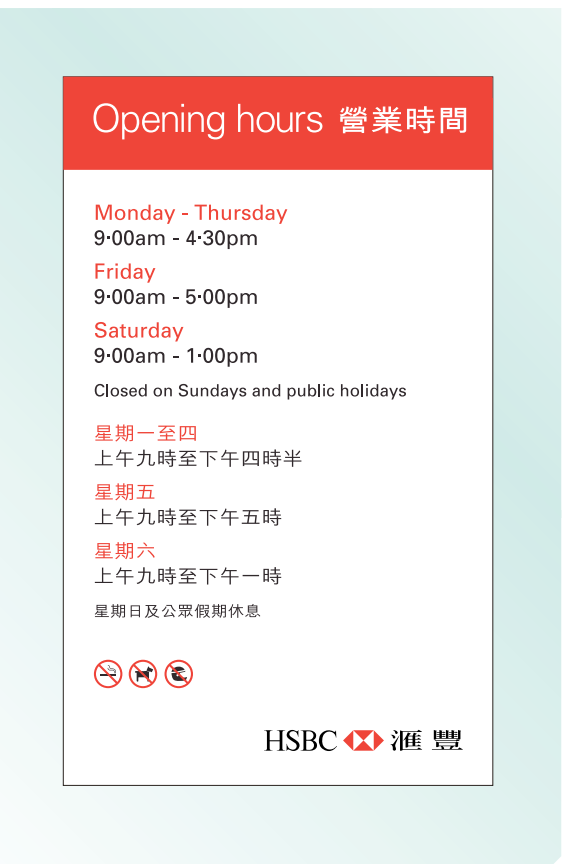 Opening hours 營業時間
Monday - Thursday
9·00am - 4·30pm
Friday
9·00am - 5·00pm
Saturday
9·00am - 1·00pm
Closed on Sundays and public holidays
星期一至四
上午九時至下午四時半
星期五
上午九時至下午五時
星期六
上午九時至下午一時
星期日及公眾假期休息
HSBC 滙豐